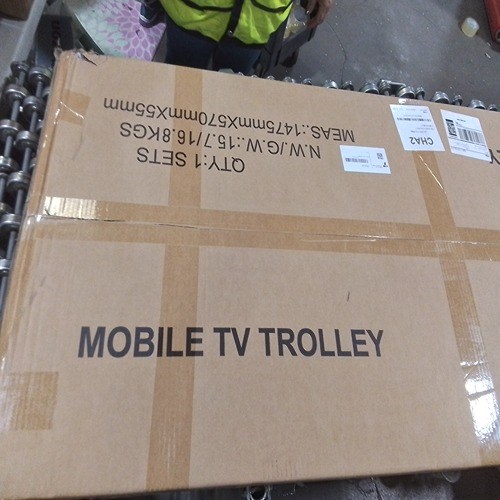 QTY:1 SETS
N.W./G.W.:15.7/16.8KGS
MEAS.:1475mmX570mmX55mm
CHA2
MOBILE TV TROLLEY